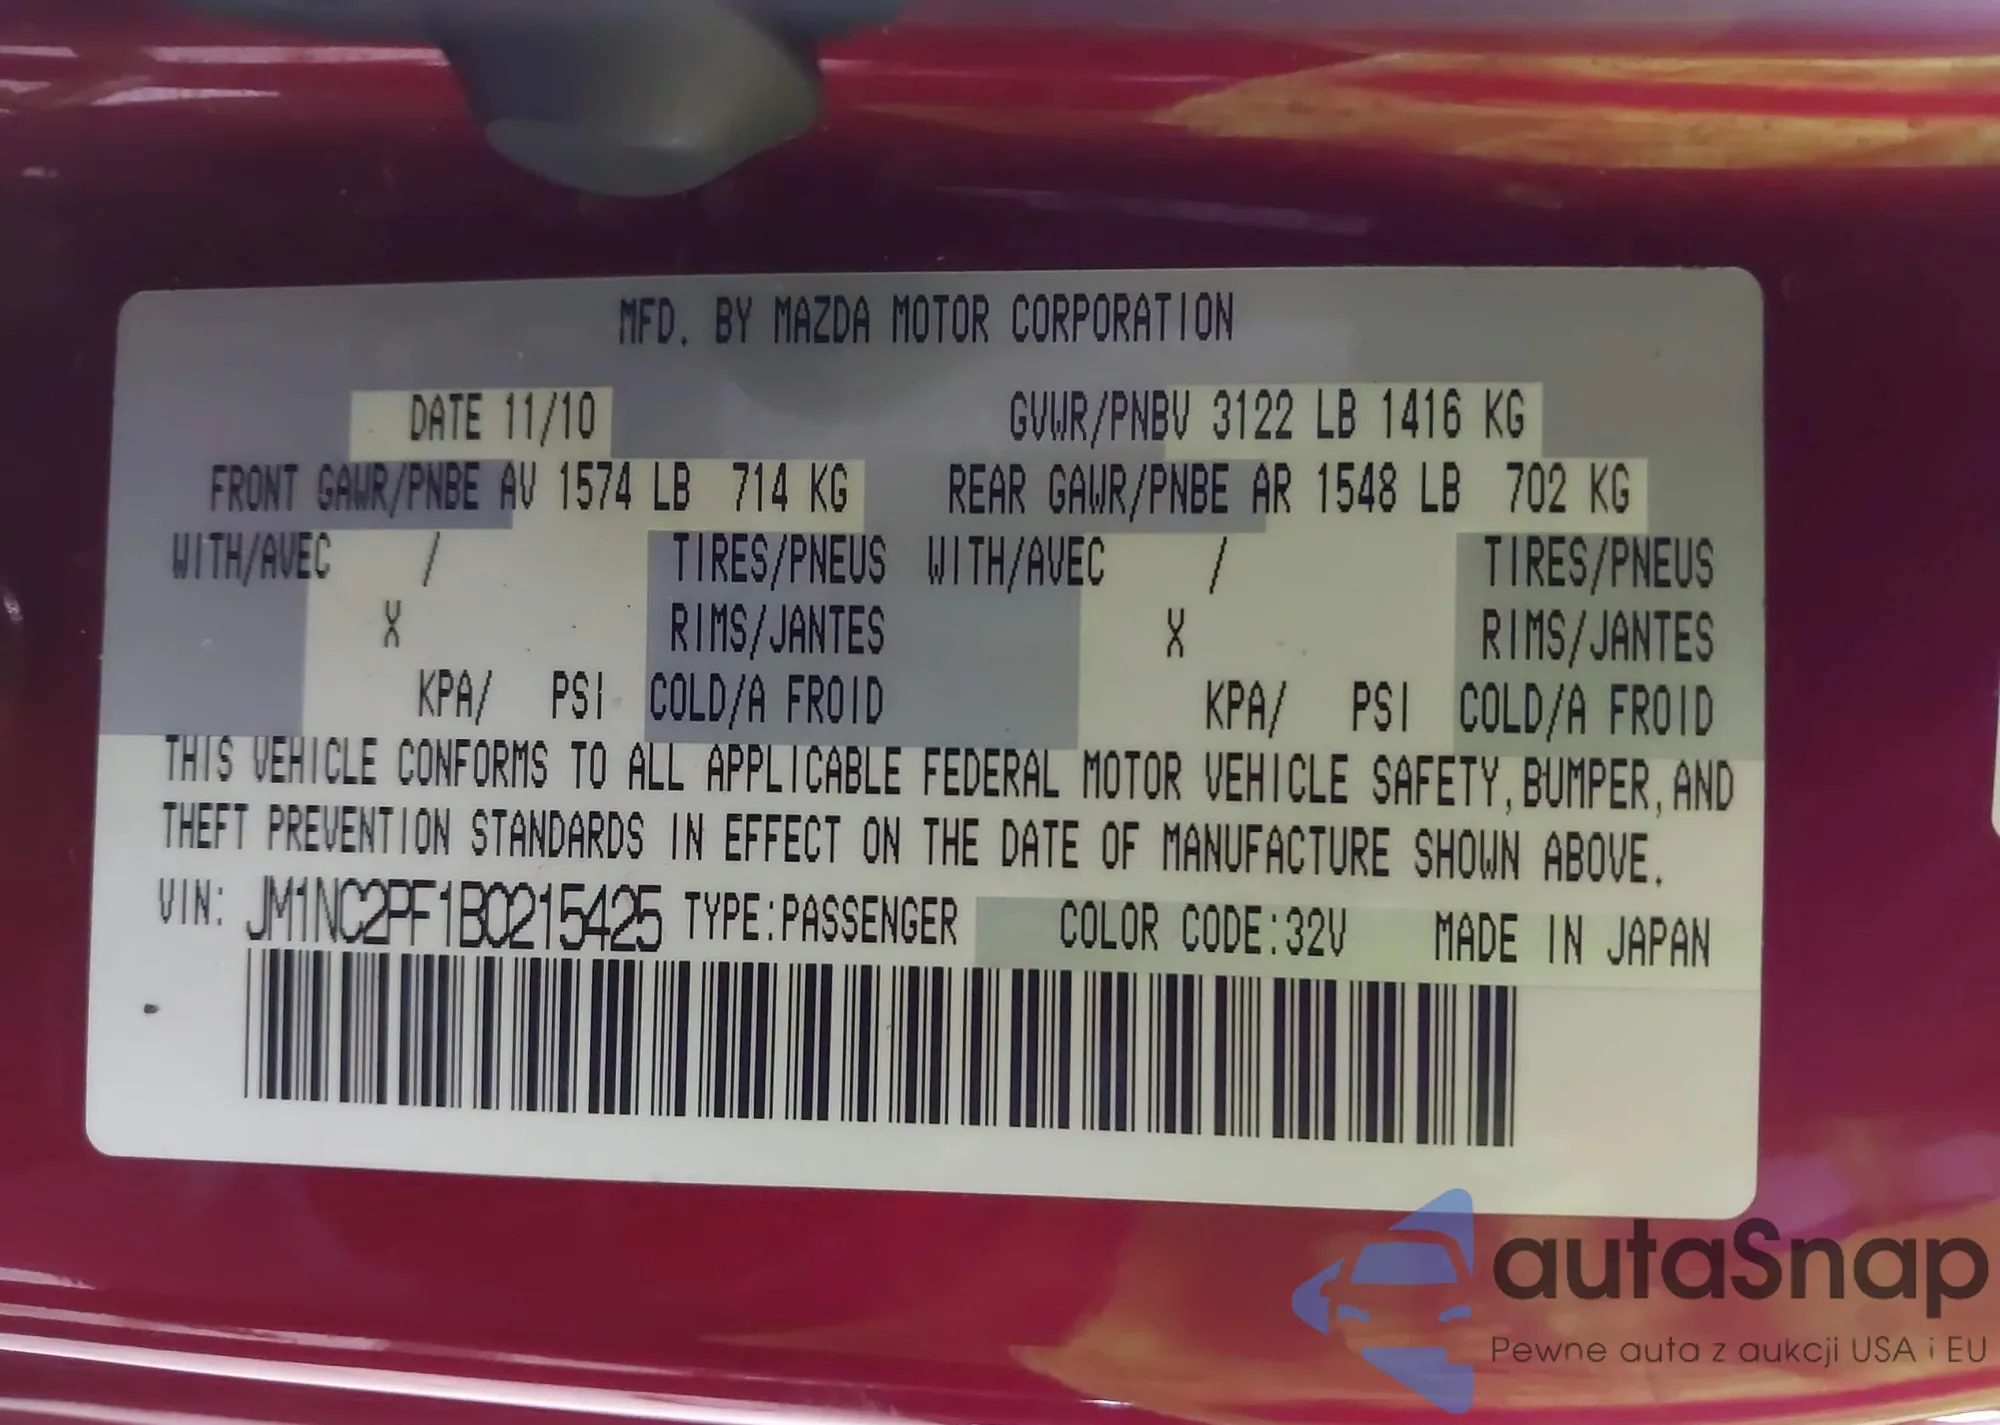 MFD. BY MAZDA MOTOR CORPORATION
DATE 11/10 GVWR/PNBV 3122 LB 1416 KG
FRONT GAWR/PNBE AV 1574 LB 714 KG REAR GAWR/PNBE AR 1548 LB 702 KG
WITH/AVEC / TIRES/PNEUS WITH/AVEC / TIRES/PNEUS
X RIMS/JANTES X RIMS/JANTES
KPA/ PSI COLD/A FROID KPA/ PSI COLD/A FROID
THIS VEHICLE CONFORMS TO ALL APPLICABLE FEDERAL MOTOR VEHICLE SAFETY,BUMPER,AND
THEFT PREVENTION STANDARDS IN EFFECT ON THE DATE OF MANUFACTURE SHOWN ABOVE.
VIN: JM1NC2PF1B0215425 TYPE:PASSENGER COLOR CODE:32V MADE IN JAPAN
autaSnap
Pewne auta z aukcji USA i EU